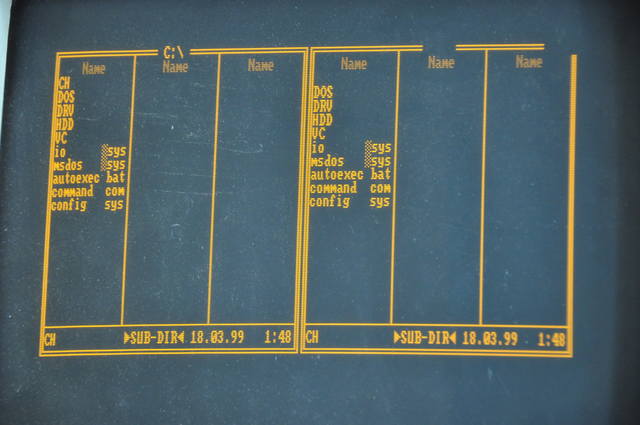 C:\
Name Name Name Name Name Name
CH
DOS DOS
DRV DRV
HDD HDD
VC VC
io ▒sys io ▒sys
msdos ▒sys msdos ▒sys
autoexec bat autoexec bat
command com command com
config sys config sys
CH ►SUB-DIR◄ 18.03.99 1:48 CH ►SUB-DIR◄ 18.03.99 1:48